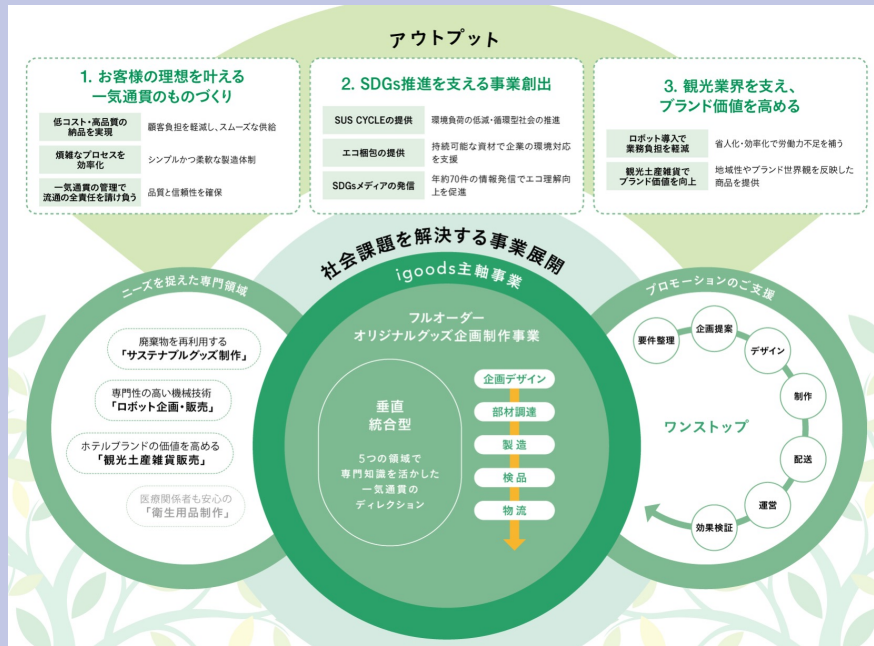 アウトプット
1. お客様の理想を叶える
一気通貫のものづくり
低コスト・高品質の
納品を実現
顧客負担を軽減し、スムーズな供給
煩雑なプロセスを
効率化
シンプルかつ柔軟な製造体制
一気通貫の管理で
流通の全責任を請け負う
品質と信頼性を確保
2. SDGs推進を支える事業創出
SUS CYCLEの提供
環境負荷の低減・循環型社会の推進
エコ梱包の提供
持続可能な資材で企業の環境対応
を支援
SDGsメディアの発信
年約70件の情報発信でエコ理解向
上を促進
3. 観光業界を支え、
ブランド価値を高める
ロボット導入で
業務負担を軽減
省人化・効率化で労働力不足を補う
観光土産雑貨で
ブランド価値を向上
地域性やブランド世界観を反映した
商品を提供
社会課題を解決する事業展開
ニーズを捉えた専門領域
廃棄物を再利用する
「サステナブルグッズ制作」
専門性の高い機械技術
「ロボット企画・販売」
ホテルブランドの価値を高める
「観光土産雑貨販売」
医療関係者も安心の
「衛生用品制作」
igoods主軸事業
フルオーダー
オリジナルグッズ企画制作事業
垂直
統合型
5つの領域で
専門知識を活かした
一気通貫の
ディレクション
企画デザイン
部材調達
製造
検品
物流
プロモーションのご支援
要件整理
企画提案
デザイン
制作
配送
運営
効果検証
ワンストップ